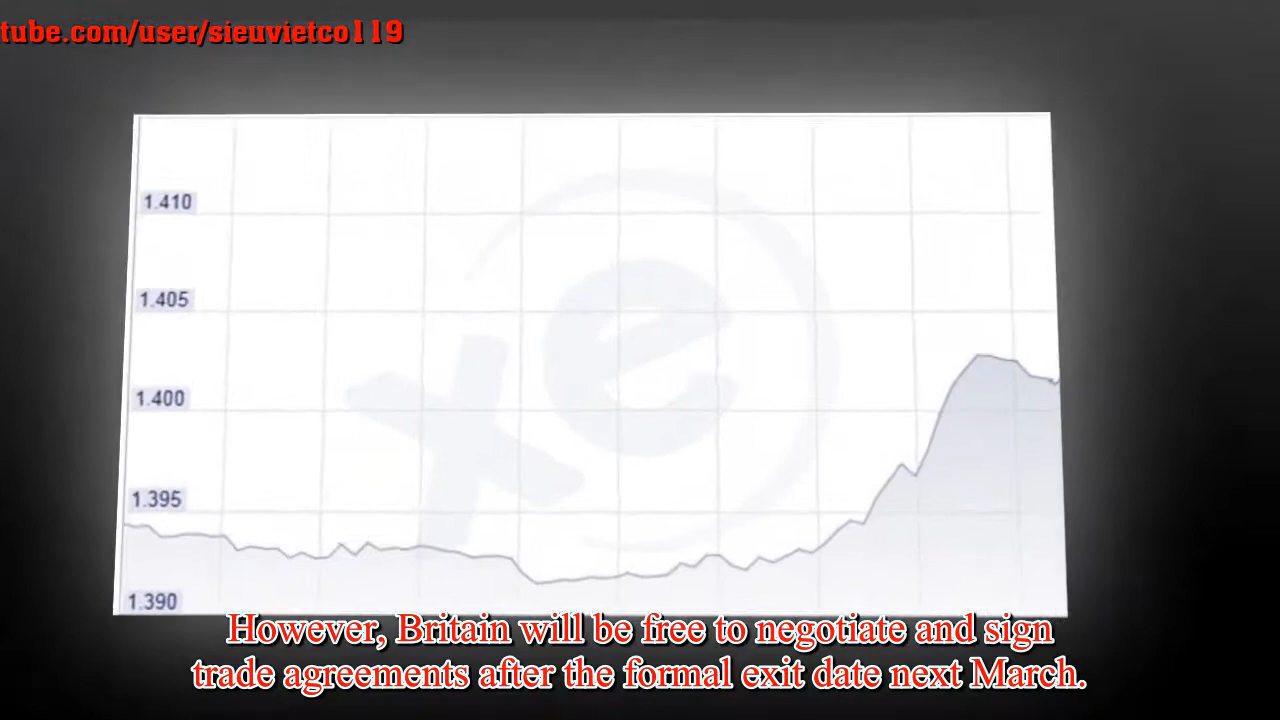 tube.com/user/sieuvietco119
1.410
1.405
1.400
1.395
1.390
xe
However, Britain will be free to negotiate and sign
trade agreements after the formal exit date next March.